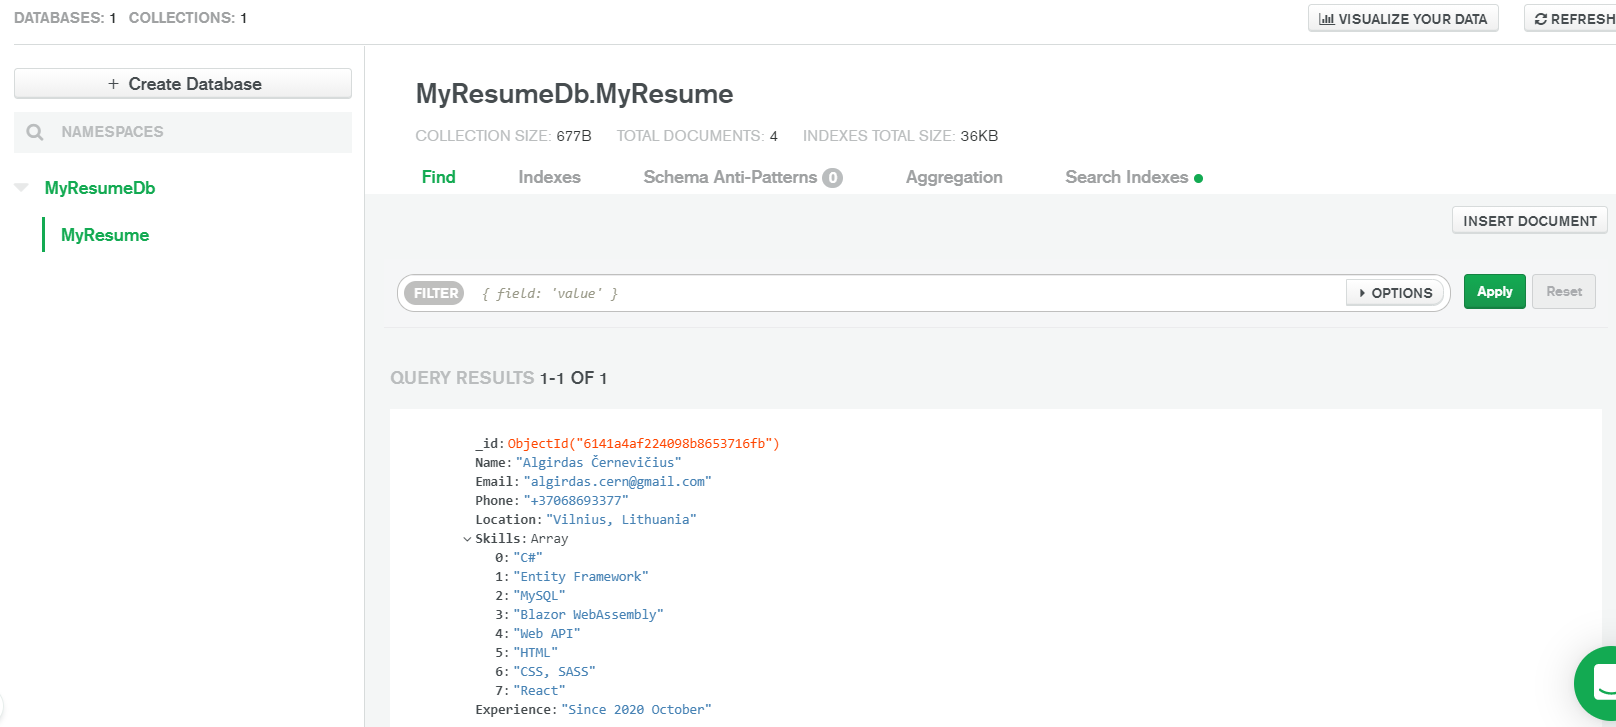 DATABASES: 1 COLLECTIONS: 1
VISUALIZE YOUR DATA
REFRESH
+ Create Database
NAMESPACES
MyResumeDb
MyResume
MyResumeDb.MyResume
COLLECTION SIZE: 677B TOTAL DOCUMENTS: 4 INDEXES TOTAL SIZE: 36KB
Find Indexes Schema Anti-Patterns 0 Aggregation Search Indexes
INSERT DOCUMENT
FILTER { field: 'value' } OPTIONS Apply Reset
QUERY RESULTS 1-1 OF 1
_id: ObjectId("6141a4af224098b8653716fb")
Name: "Algirdas Černevičius"
Email: "algirdas.cern@gmail.com"
Phone: "+37068693377"
Location: "Vilnius, Lithuania"
Skills: Array
0: "C#"
1: "Entity Framework"
2: "MySQL"
3: "Blazor WebAssembly"
4: "Web API"
5: "HTML"
6: "CSS, SASS"
7: "React"
Experience: "Since 2020 October"